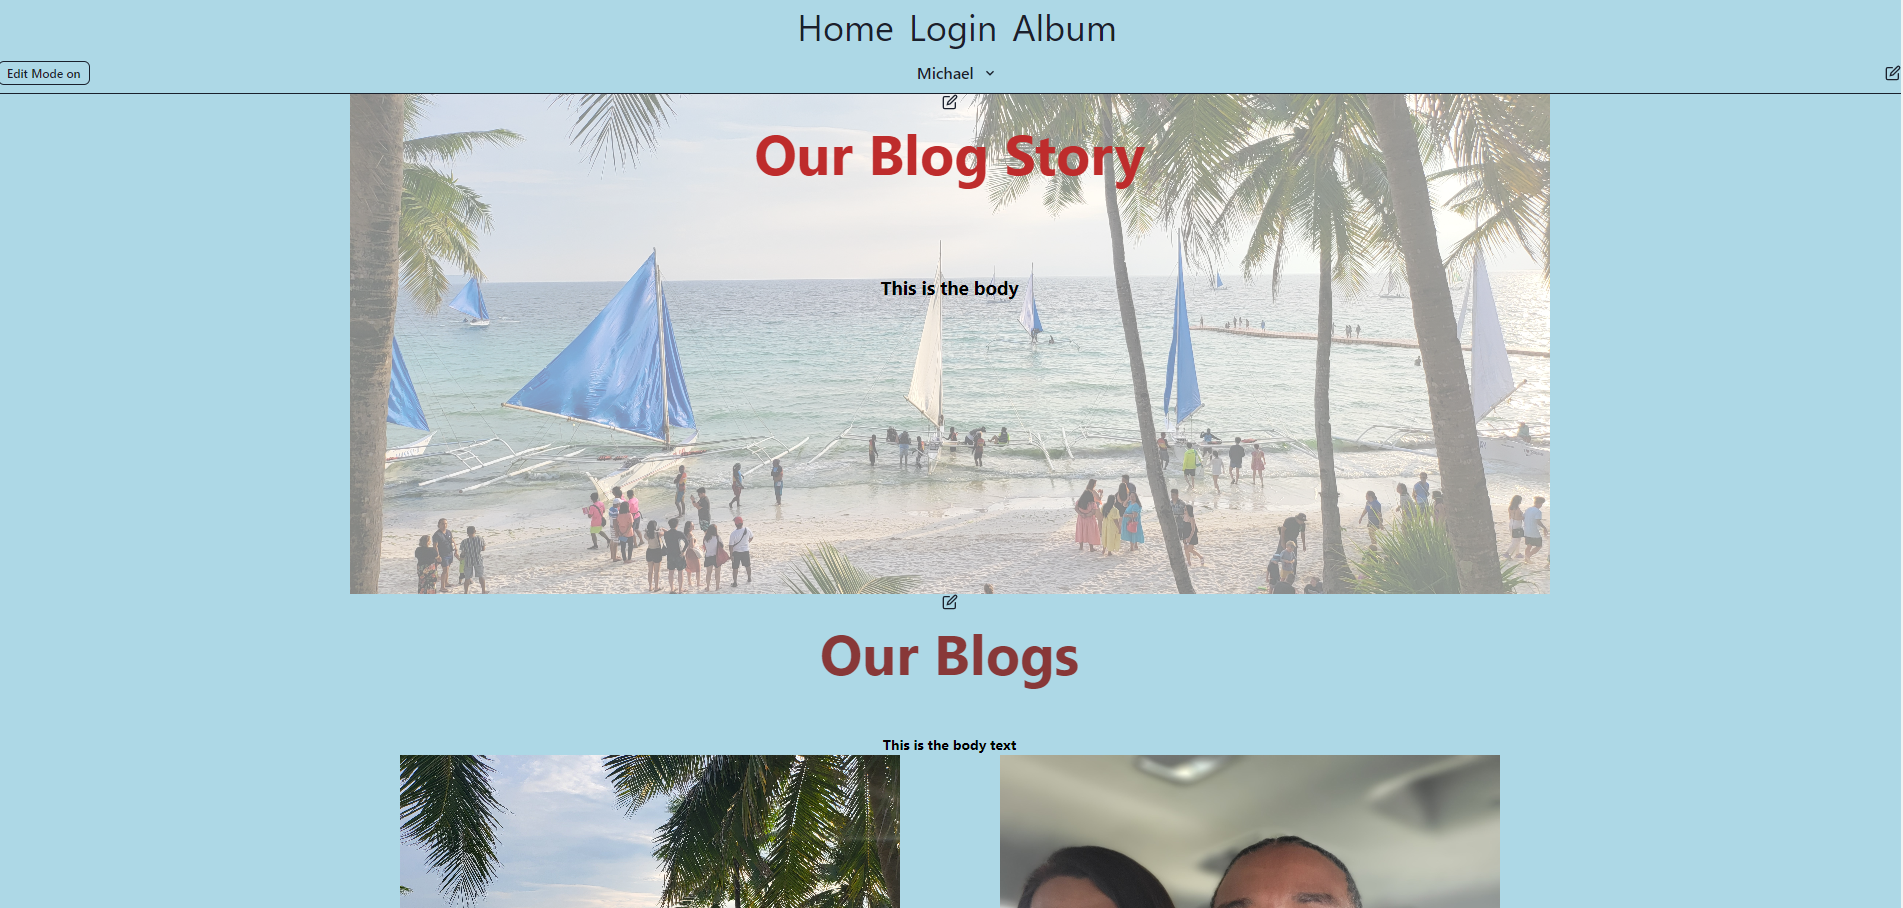 Home Login Album
Edit Mode on
Michael
Our Blog Story
This is the body
Our Blogs
This is the body text